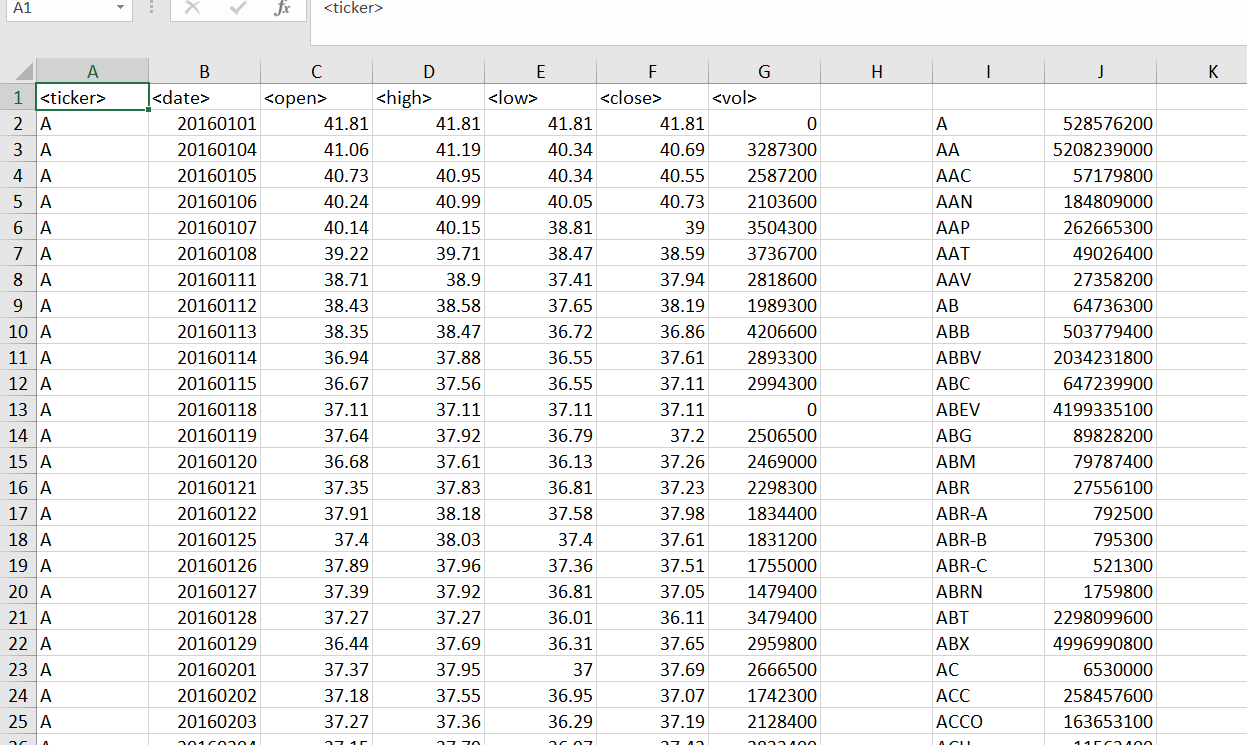 A1 fx <ticker>
A B C D E F G H I J K
1 <ticker> <date> <open> <high> <low> <close> <vol>
2 A 20160101 41.81 41.81 41.81 41.81 0 A 528576200
3 A 20160104 41.06 41.19 40.34 40.69 3287300 AA 5208239000
4 A 20160105 40.73 40.95 40.34 40.55 2587200 AAC 57179800
5 A 20160106 40.24 40.99 40.05 40.73 2103600 AAN 184809000
6 A 20160107 40.14 40.15 38.81 39 3504300 AAP 262665300
7 A 20160108 39.22 39.71 38.47 38.59 3736700 AAT 49026400
8 A 20160111 38.71 38.9 37.41 37.94 2818600 AAV 27358200
9 A 20160112 38.43 38.58 37.65 38.19 1989300 AB 64736300
10 A 20160113 38.35 38.47 36.72 36.86 4206600 ABB 503779400
11 A 20160114 36.94 37.88 36.55 37.61 2893300 ABBV 2034231800
12 A 20160115 36.67 37.56 36.55 37.11 2994300 ABC 647239900
13 A 20160118 37.11 37.11 37.11 37.11 0 ABEV 4199335100
14 A 20160119 37.64 37.92 36.79 37.2 2506500 ABG 89828200
15 A 20160120 36.68 37.61 36.13 37.26 2469000 ABM 79787400
16 A 20160121 37.35 37.83 36.81 37.23 2298300 ABR 27556100
17 A 20160122 37.91 38.18 37.58 37.98 1834400 ABR-A 792500
18 A 20160125 37.4 38.03 37.4 37.61 1831200 ABR-B 795300
19 A 20160126 37.89 37.96 37.36 37.51 1755000 ABR-C 521300
20 A 20160127 37.39 37.92 36.81 37.05 1479400 ABRN 1759800
21 A 20160128 37.27 37.27 36.01 36.11 3479400 ABT 2298099600
22 A 20160129 36.44 37.69 36.31 37.65 2959800 ABX 4996990800
23 A 20160201 37.37 37.95 37 37.69 2666500 AC 6530000
24 A 20160202 37.18 37.55 36.95 37.07 1742300 ACC 258457600
25 A 20160203 37.27 37.36 36.29 37.19 2128400 ACCO 163653100